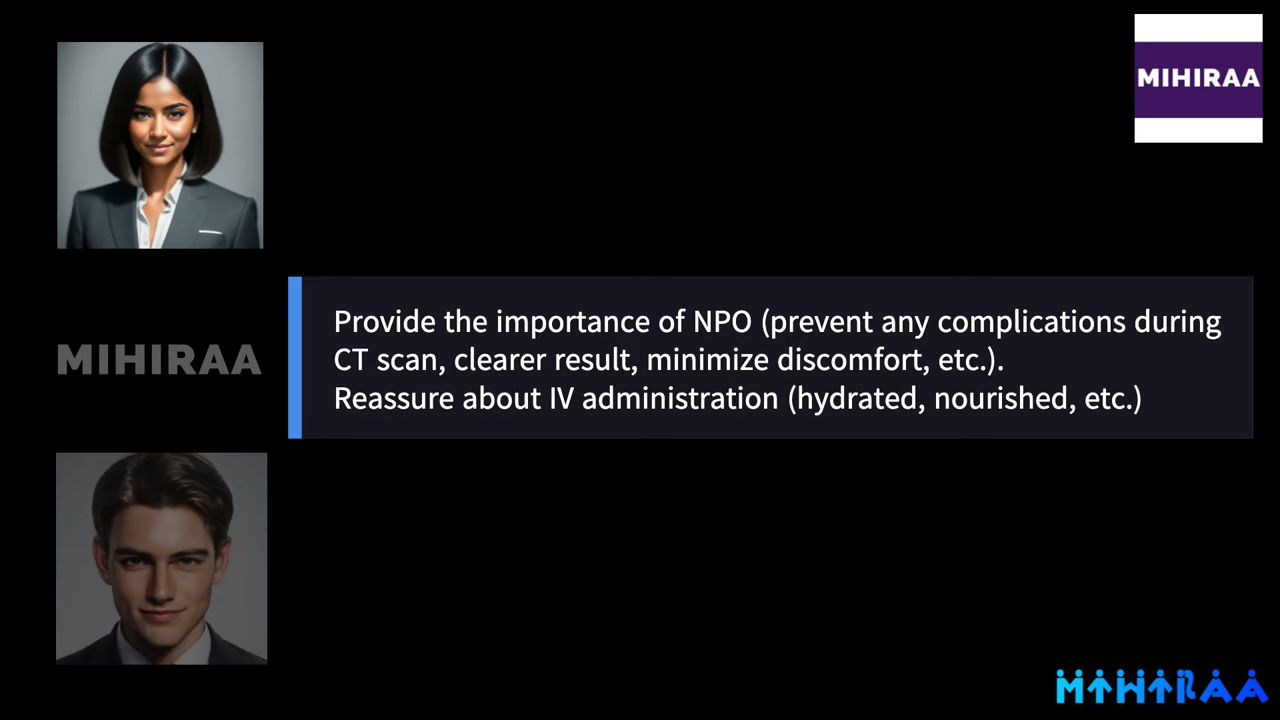 MIHIRAA
Provide the importance of NPO (prevent any complications during
CT scan, clearer result, minimize discomfort, etc.).
Reassure about IV administration (hydrated, nourished, etc.)
MIHIRAA
MIHIRAA